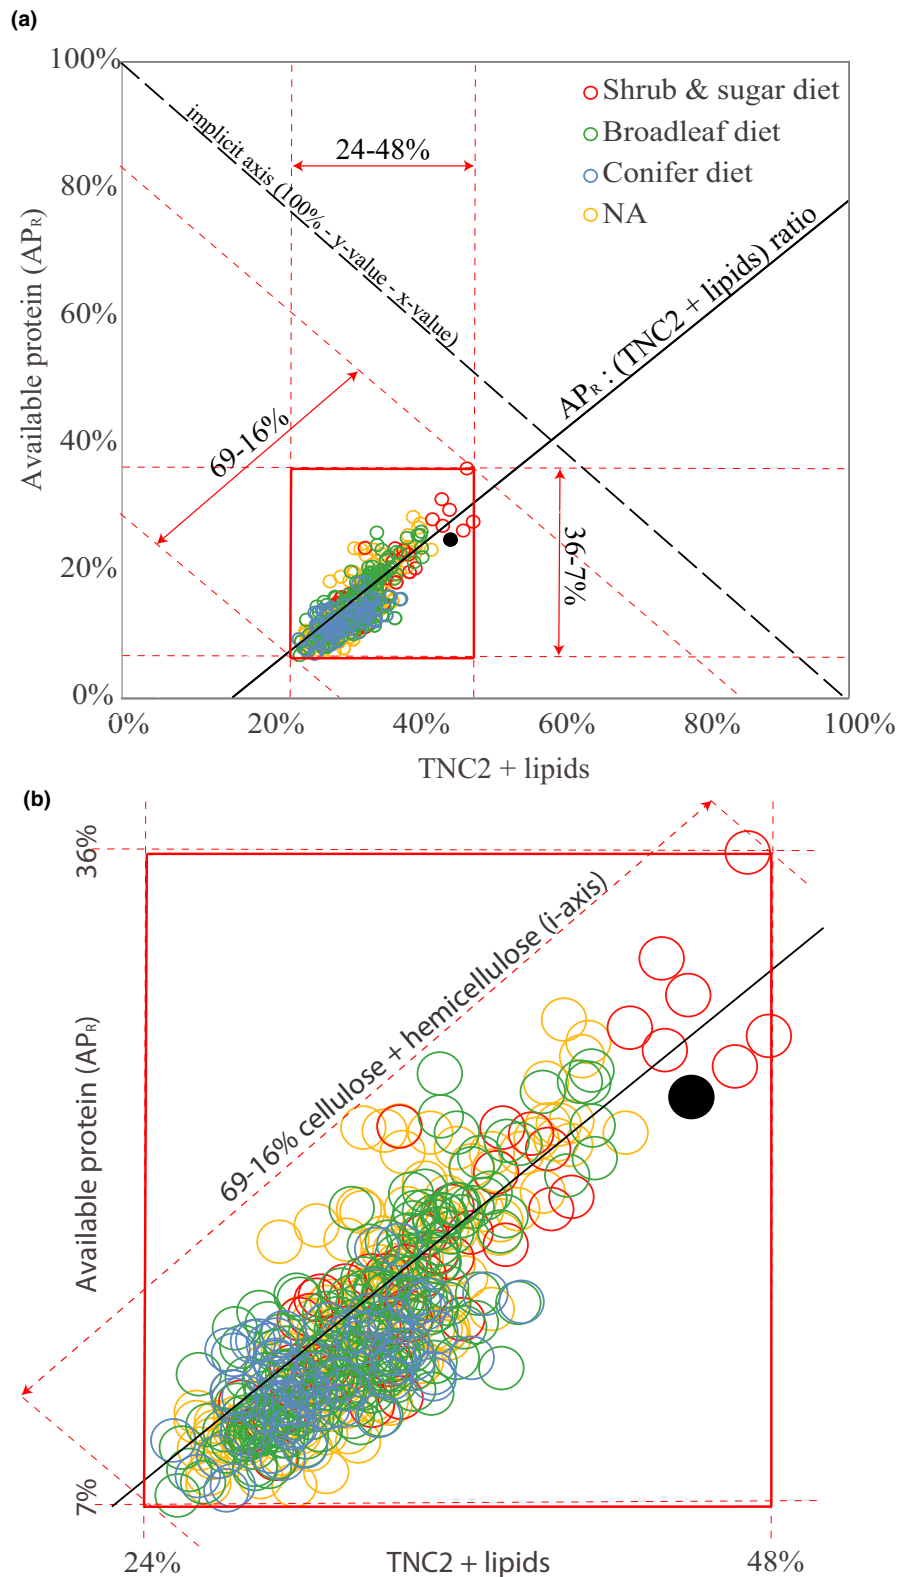 (a)
100%
80%
60%
40%
20%
0%
Available protein (APR)
implicit axis (100% - y-value - x-value)
24-48%
Shrub & sugar diet
Broadleaf diet
Conifer diet
NA
APR : (TNC2 + lipids) ratio
69-16%
36-7%
0%
20%
40%
60%
80%
100%
TNC2 + lipids
(b)
36%
Available protein (APR)
7%
69-16% cellulose + hemicellulose (i-axis)
24%
TNC2 + lipids
48%